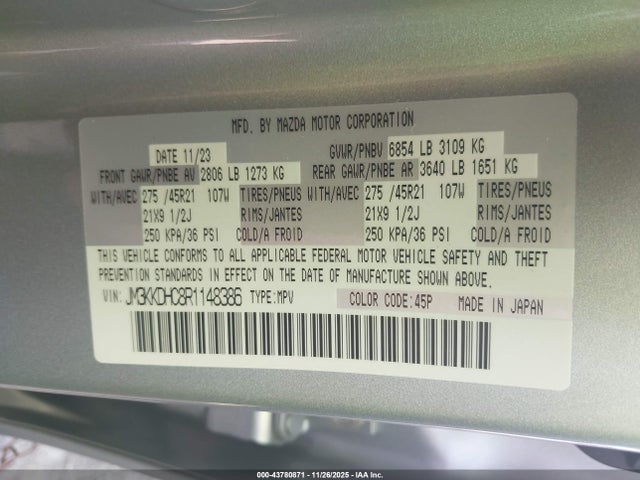 MFD. BY MAZDA MOTOR CORPORATION
DATE 11/23 GVWR/PNBV 6854 LB 3109 KG
FRONT GAWR/PNBE AV 2806 LB 1273 KG REAR GAWR/PNBE AR 3640 LB 1651 KG
WITH/AVEC 275 /45R21 107W TIRES/PNEUS WITH/AVEC 275 /45R21 107W TIRES/PNEUS
21X9 1/2J RIMS/JANTES 21X9 1/2J RIMS/JANTES
250 KPA/36 PSI COLD/A FROID 250 KPA/36 PSI COLD/A FROID
THIS VEHICLE CONFORMS TO ALL APPLICABLE FEDERAL MOTOR VEHICLE SAFETY AND THEFT
PREVENTION STANDARDS IN EFFECT ON THE DATE OF MANUFACTURE SHOWN ABOVE.
VIN: JM3KKDHC8R1148386 TYPE:MPV COLOR CODE:45P MADE IN JAPAN
000-43780871 - 11/26/2025 - IAA Inc.